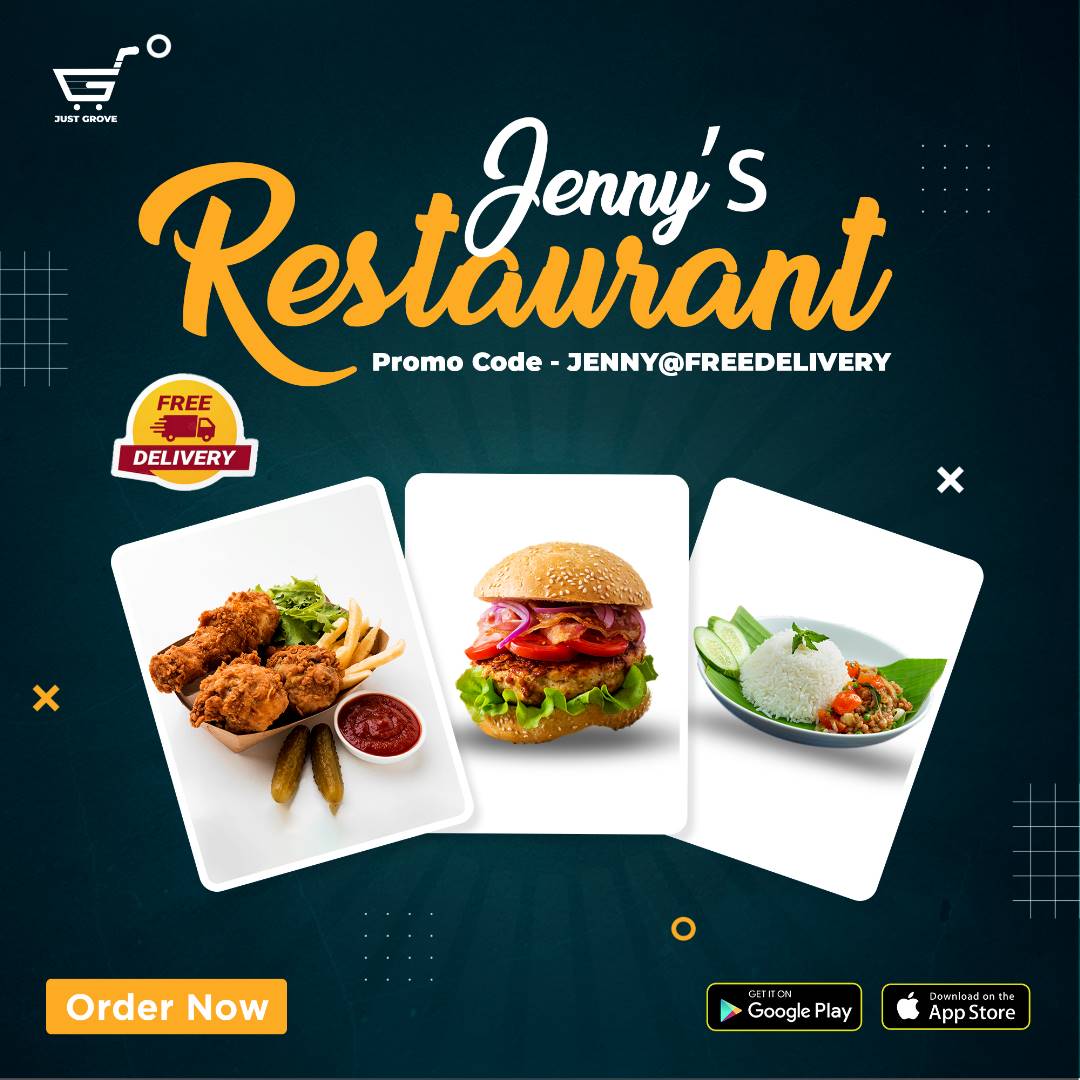 JUST GROVE
Jenny's
Restaurant
Promo Code - JENNY@FREEDELIVERY
FREE
DELIVERY
Order Now
GET IT ON
Google Play
Download on the
App Store